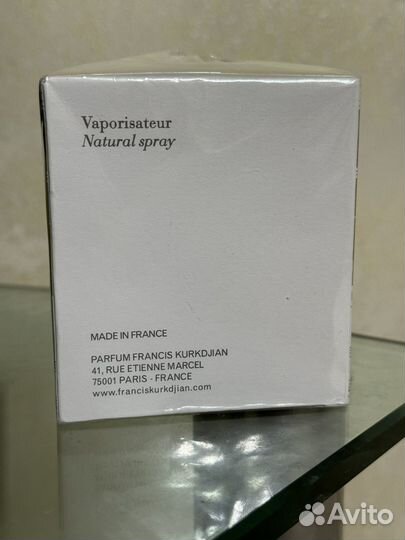 Vaporisateur
Natural spray
MADE IN FRANCE
PARFUM FRANCIS KURKDJIAN
41, RUE ETIENNE MARCEL
75001 PARIS - FRANCE
www.franciskurkdjian.com
Avito